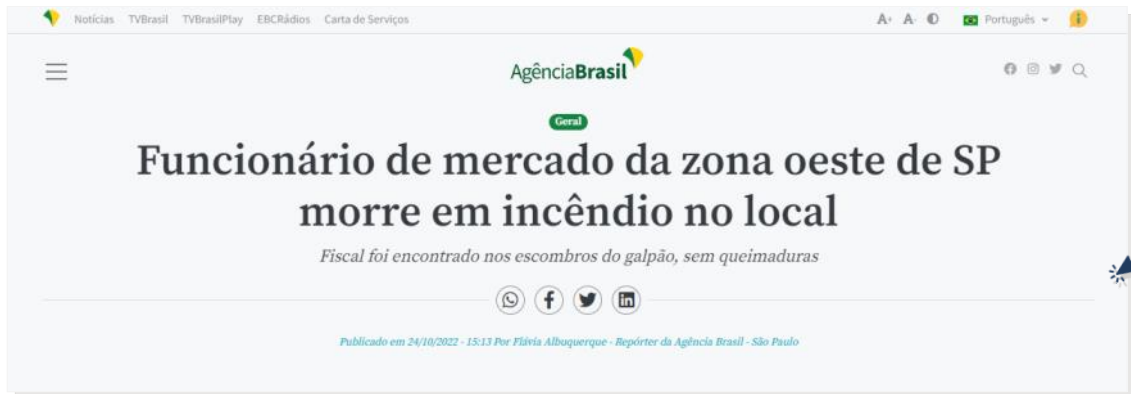 Notícias TVBrasil TVBrasilPlay EBCRádios Carta de Serviços A+ A- Português
AgênciaBrasil
Geral
Funcionário de mercado da zona oeste de SP
morre em incêndio no local
Fiscal foi encontrado nos escombros do galpão, sem queimaduras
Publicado em 24/10/2022 - 15:13 Por Flávia Albuquerque - Repórter da Agência Brasil - São Paulo